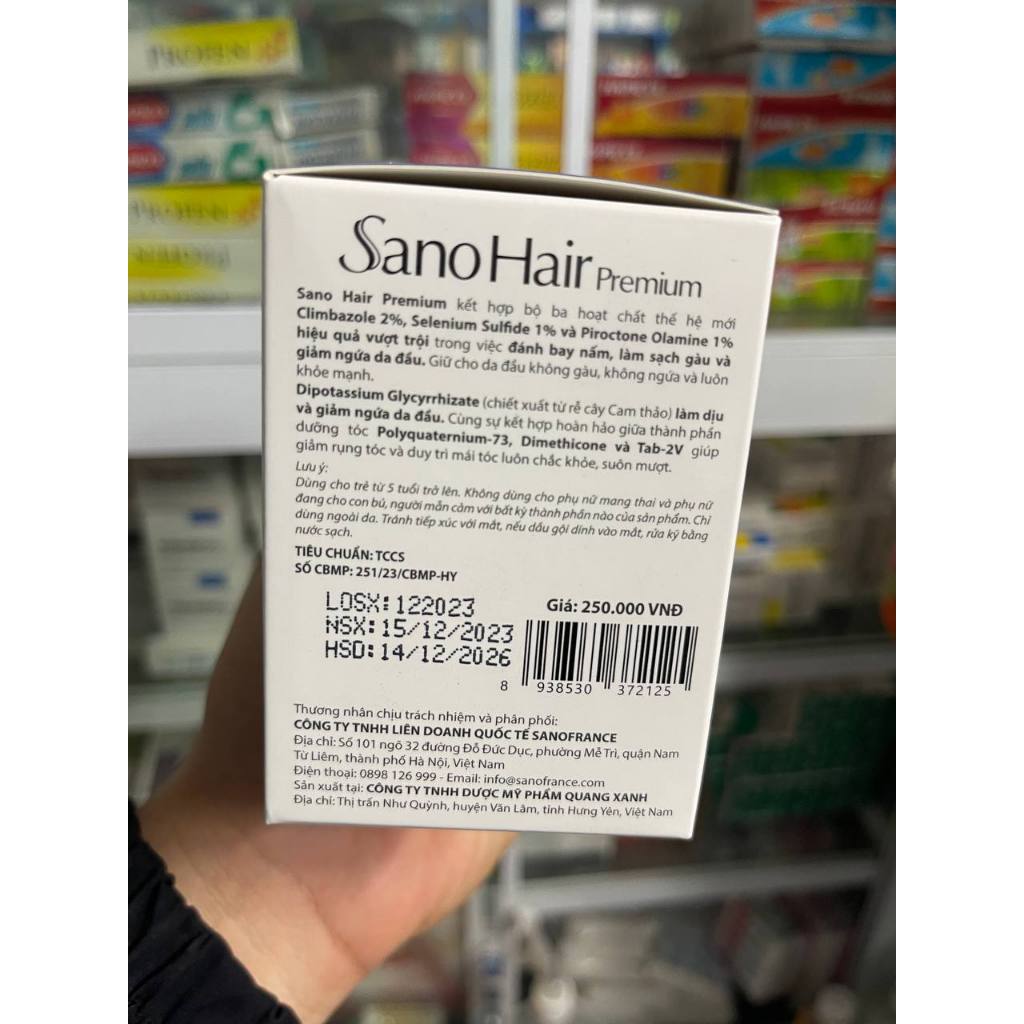 PROFENI
Sano Hair Premium
Sano Hair Premium kết hợp bộ ba hoạt chất thế hệ mới
Climbazole 2%, Selenium Sulfide 1% và Piroctone Olamine 1%
hiệu quả vượt trội trong việc đánh bay nấm, làm sạch gàu và
giảm ngứa da đầu. Giữ cho da đầu không gàu, không ngứa và luôn
khỏe mạnh.
Dipotassium Glycyrrhizate (chiết xuất từ rễ cây Cam thảo) làm dịu
và giảm ngứa da đầu. Cùng sự kết hợp hoàn hảo giữa thành phần
dưỡng tóc Polyquaternium-73, Dimethicone và Tab-2V giúp
giảm rụng tóc và duy trì mái tóc luôn chắc khỏe, suôn mượt.
Lưu ý:
Dùng cho trẻ từ 5 tuổi trở lên. Không dùng cho phụ nữ mang thai và phụ nữ
đang cho con bú, người mẫn cảm với bất kỳ thành phần nào của sản phẩm. Chỉ
dùng ngoài da. Tránh tiếp xúc với mắt, nếu dầu gội dính vào mắt, rửa kỹ bằng
nước sạch.
TIÊU CHUẨN: TCCS
SỐ CBMP: 251/23/CBMP-HY
LOSX: 122023
NSX: 15/12/2023
HSD: 14/12/2026
Giá: 250.000 VNĐ
8 938530 372125
Thương nhân chịu trách nhiệm và phân phối:
CÔNG TY TNHH LIÊN DOANH QUỐC TẾ SANOFRANCE
Địa chỉ: Số 101 ngõ 32 đường Đỗ Đức Dục, phường Mễ Trì, quận Nam
Từ Liêm, thành phố Hà Nội, Việt Nam
Điện thoại: 0898 126 999 - Email: info@sanofrance.com
Sản xuất tại: CÔNG TY TNHH DƯỢC MỸ PHẨM QUANG XANH
Địa chỉ: Thị trấn Như Quỳnh, huyện Văn Lâm, tỉnh Hưng Yên, Việt Nam